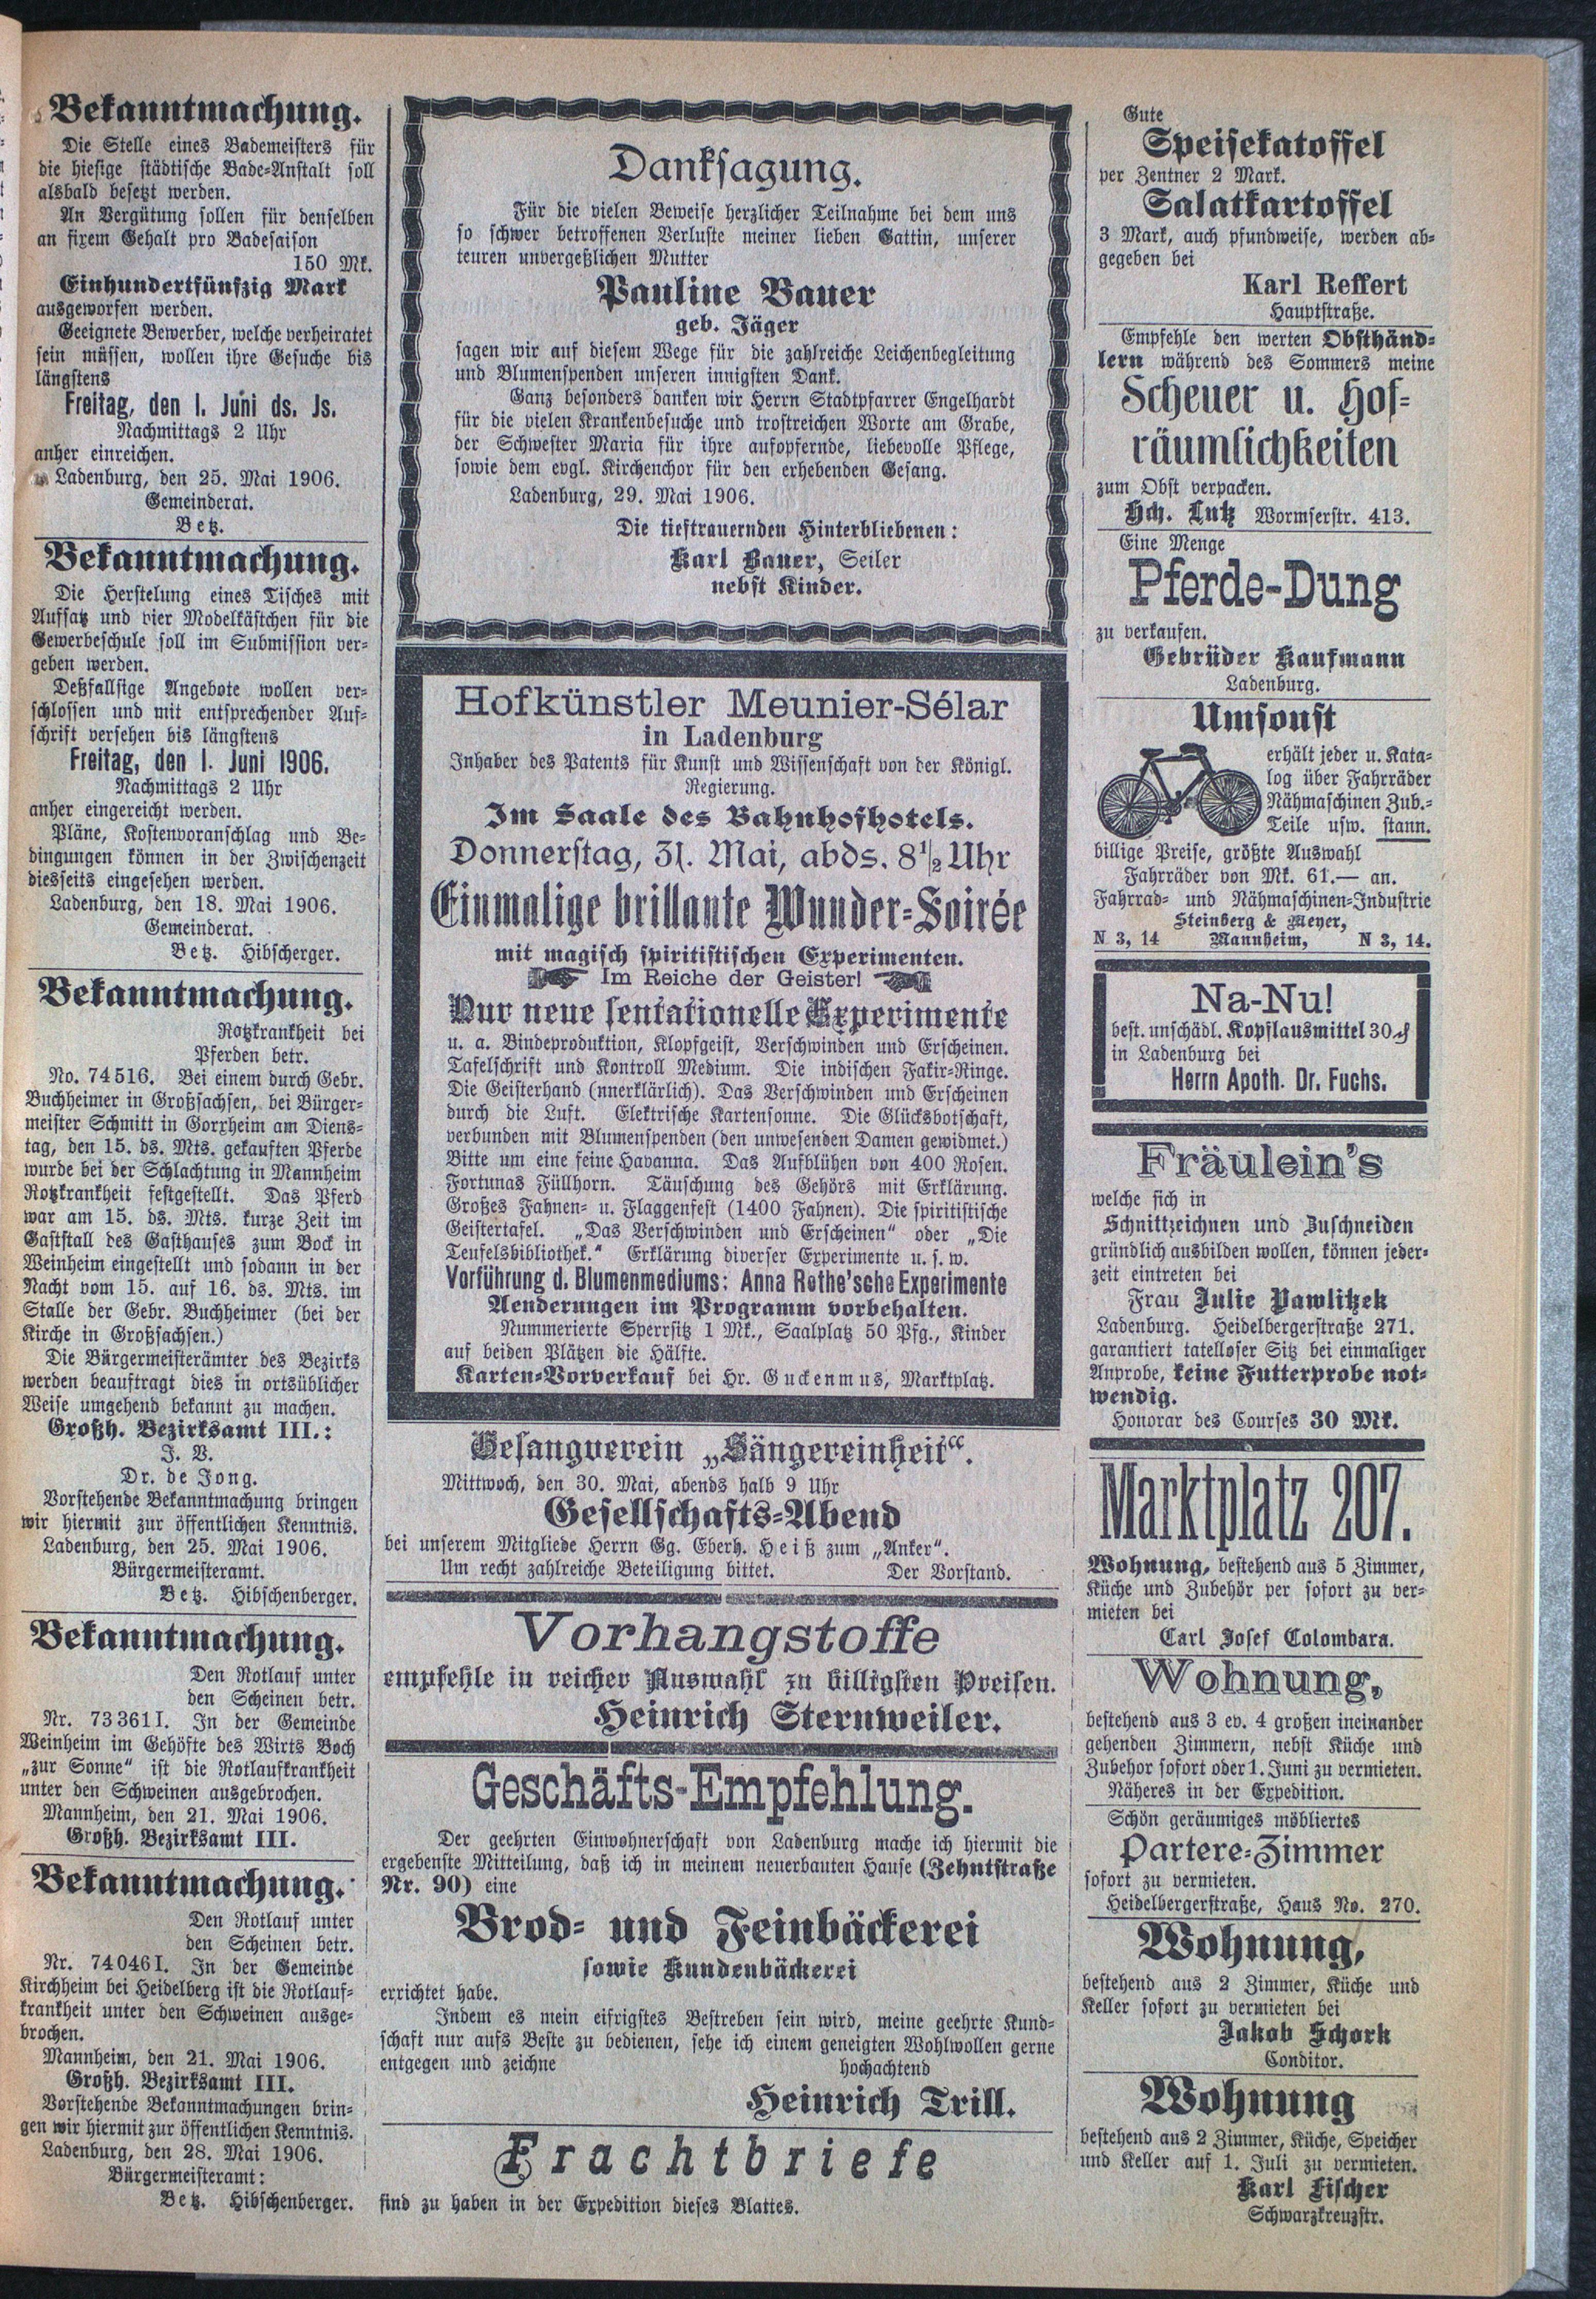 Bekanntmachung.
Die Stelle eines Bademeisters für
die hiesige städtische Bade-Anstalt soll
alsbald besetzt werden.
An Vergütung sollen für denselben
an fixem Gehalt pro Badesaison
150 Mk.
Einhundertfünfzig Mark
ausgeworfen werden.
Geeignete Bewerber, welche verheiratet
sein müssen, wollen ihre Gesuche bis
längstens
Freitag, den 1. Juni ds. Js.
Nachmittags 2 Uhr
anher einreichen.
Ladenburg, den 25. Mai 1906.
Gemeinderat.
Betz.
Bekanntmachung.
Die Herstelung eines Tisches mit
Aufsatz und vier Modelkästchen für die
Gewerbeschule soll im Submission ver-
geben werden.
Deßfallsige Angebote wollen ver-
schlossen und mit entsprechender Auf-
schrift versehen bis längstens
Freitag, den 1. Juni 1906.
Nachmittags 2 Uhr
anher eingereicht werden.
Pläne, Kostenvoranschlag und Be-
dingungen können in der Zwischenzeit
diesseits eingesehen werden.
Ladenburg, den 18. Mai 1906.
Gemeinderat.
Betz. Hibscherger.
Bekanntmachung.
Rotzkrankheit bei
Pferden betr.
No. 74516. Bei einem durch Gebr.
Buchheimer in Großsachsen, bei Bürger-
meister Schmitt in Gorxheim am Diens-
tag, den 15. ds. Mts. gekauften Pferde
wurde bei der Schlachtung in Mannheim
Rotzkrankheit festgestellt. Das Pferd
war am 15. ds. Mts. kurze Zeit im
Gaststall des Gasthauses zum Bock in
Weinheim eingestellt und sodann in der
Nacht vom 15. auf 16. ds. Mts. im
Stalle der Gebr. Buchheimer (bei der
Kirche in Großsachsen.)
Die Bürgermeisterämter des Bezirks
werden beauftragt dies in ortsüblicher
Weise umgehend bekannt zu machen.
Großh. Bezirksamt III.:
J. V.
Dr. de Jong.
Vorstehende Bekanntmachung bringen
wir hiermit zur öffentlichen Kenntnis.
Ladenburg, den 25. Mai 1906.
Bürgermeisteramt.
Betz. Hibschenberger.
Bekanntmachung.
Den Rotlauf unter
den Scheinen betr.
Nr. 73361I. In der Gemeinde
Weinheim im Gehöfte des Wirts Boch
„zur Sonne“ ist die Rotlaufkrankheit
unter den Schweinen ausgebrochen.
Mannheim, den 21. Mai 1906.
Großh. Bezirksamt III.
Bekanntmachung.
Den Rotlauf unter
den Scheinen betr.
Nr. 74046I. In der Gemeinde
Kirchheim bei Heidelberg ist die Rotlauf-
krankheit unter den Schweinen ausge-
brochen.
Mannheim, den 21. Mai 1906.
Großh. Bezirksamt III.
Vorstehende Bekanntmachungen brin-
gen wir hiermit zur öffentlichen Kenntnis.
Ladenburg, den 28. Mai 1906.
Bürgermeisteramt:
Betz. Hibschenberger.
Danksagung.
Für die vielen Beweise herzlicher Teilnahme bei dem uns
so schwer betroffenen Verluste meiner lieben Gattin, unserer
teuren unvergeßlichen Mutter
Pauline Bauer
geb. Jäger
sagen wir auf diesem Wege für die zahlreiche Leichenbegleitung
und Blumenspenden unseren innigsten Dank.
Ganz besonders danken wir Herrn Stadtpfarrer Engelhardt
für die vielen Krankenbesuche und trostreichen Worte am Grabe,
der Schwester Maria für ihre aufopfernde, liebevolle Pflege,
sowie dem evgl. Kirchenchor für den erhebenden Gesang.
Ladenburg, 29. Mai 1906.
Die tieftrauernden Hinterbliebenen:
Karl Bauer, Seiler
nebst Kinder.
Hofkünstler Meunier-Sélar
in Ladenburg
Inhaber des Patents für Kunst und Wissenschaft von der Königl.
Regierung.
Im Saale des Bahnhofhotels.
Donnerstag, 31. Mai, abds. 8½ Uhr
Einmalige brillante Wunder-Soirée
mit magisch spiritistischen Experimenten.
Im Reiche der Geister!
Nur neue sentationelle Experimente
u. a. Bindeproduktion, Klopfgeist, Verschwinden und Erscheinen.
Tafelschrift und Kontroll Medium. Die indischen Fakir-Ringe.
Die Geisterhand (nnerklärlich). Das Verschwinden und Erscheinen
durch die Luft. Elektrische Kartensonne. Die Glücksbotschaft,
verbunden mit Blumenspenden (den unwesenden Damen gewidmet.)
Bitte um eine feine Havanna. Das Aufblühen von 400 Rosen.
Fortunas Füllhorn. Täuschung des Gehörs mit Erklärung.
Großes Fahnen- u. Flaggenfest (1400 Fahnen). Die spiritistische
Geistertafel. „Das Verschwinden und Erscheinen“ oder „Die
Teufelsbibliothek.“ Erklärung diverser Experimente u. s. w.
Vorführung d. Blumenmediums: Anna Rothe'sche Experimente
Aenderungen im Programm vorbehalten.
Nummerierte Sperrsitz 1 Mk., Saalplatz 50 Pfg., Kinder
auf beiden Plätzen die Hälfte.
Karten-Vorverkauf bei Hr. Guckenmus, Marktplatz.
Gesangverein „Sängereinheit“.
Mittwoch, den 30. Mai, abends halb 9 Uhr
Gesellschafts-Abend
bei unserem Mitgliede Herrn Gg. Eberh. Heiß zum „Anker“.
Um recht zahlreiche Beteiligung bittet. Der Vorstand.
Vorhangstoffe
empfehle in reicher Auswahl zu billigsten Preisen.
Heinrich Sternweiler.
Geschäfts-Empfehlung.
Der geehrten Einwohnerschaft von Ladenburg mache ich hiermit die
ergebenste Mitteilung, daß ich in meinem neuerbauten Hause (Zehntstraße
Nr. 90) eine
Brod- und Feinbäckerei
sowie Kundenbäckerei
errichtet habe.
Indem es mein eifrigstes Bestreben sein wird, meine geehrte Kund-
schaft nur aufs Beste zu bedienen, sehe ich einem geneigten Wohlwollen gerne
entgegen und zeichne hochachtend
Heinrich Trill.
Frachtbriefe
sind zu haben in der Expedition dieses Blattes.
Gute
Speisekatoffel
per Zentner 2 Mark.
Salatkartoffel
3 Mark, auch pfundweise, werden ab-
gegeben bei
Karl Reffert
Hauptstraße.
Empfehle den werten Obsthänd-
lern während des Sommers meine
Scheuer u. Hof-
räumlichkeiten
zum Obst verpacken.
Hch. Lutz Wormserstr. 413.
Eine Menge
Pferde-Dung
zu verkaufen.
Gebrüder Kaufmann
Ladenburg.
Umsonst
erhält jeder u. Kata-
log über Fahrräder
Nähmaschinen Zub.-
Teile usw. stann.
billige Preise, größte Auswahl
Fahrräder von Mk. 61.— an.
Fahrrad- und Nähmaschinen-Industrie
Steinberg & Meyer,
N 3, 14 Mannheim, N 3, 14.
Na-Nu!
best. unschädl. Kopflausmittel 30 ₰
in Ladenburg bei
Herrn Apoth. Dr. Fuchs.
Fräulein's
welche sich in
Schnittzeichnen und Zuschneiden
gründlich ausbilden wollen, können jeder-
zeit eintreten bei
Frau Julie Pawlitzek
Ladenburg. Heidelbergerstraße 271.
garantiert tatelloser Sitz bei einmaliger
Anprobe, keine Futterprobe not-
wendig.
Honorar des Courses 30 Mk.
Marktplatz 207.
Wohnung, bestehend aus 5 Zimmer,
Küche und Zubehör per sofort zu ver-
mieten bei
Carl Josef Colombara.
Wohnung,
bestehend aus 3 ev. 4 großen ineinander
gehenden Zimmern, nebst Küche und
Zubehor sofort oder 1. Juni zu vermieten.
Näheres in der Expedition.
Schön geräumiges möbliertes
Partere-Zimmer
sofort zu vermieten.
Heidelbergerstraße, Haus No. 270.
Wohnung,
bestehend aus 2 Zimmer, Küche und
Keller sofort zu vermieten bei
Jakob Schork
Conditor.
Wohnung
bestehend aus 2 Zimmer, Küche, Speicher
und Keller auf 1. Juli zu vermieten.
Karl Fischer
Schwarzkreuzstr.